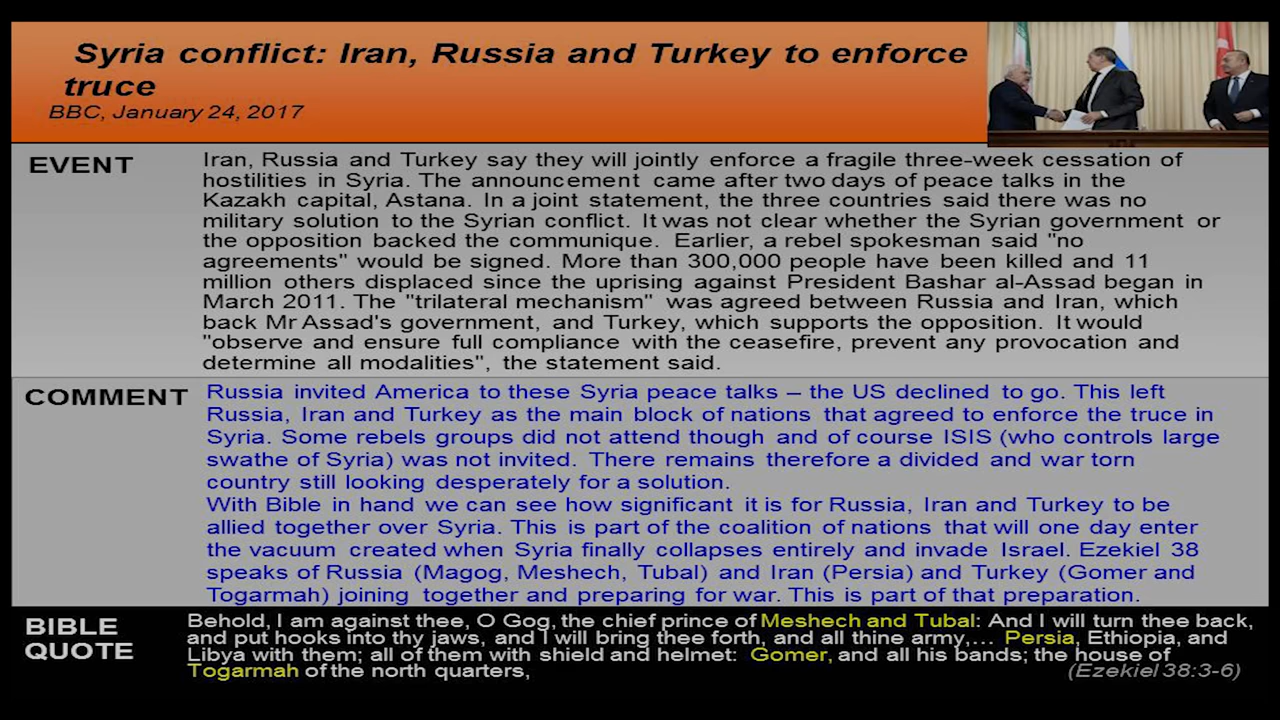 Syria conflict: Iran, Russia and Turkey to enforce
truce
BBC, January 24, 2017
EVENT
Iran, Russia and Turkey say they will jointly enforce a fragile three-week cessation of
hostilities in Syria. The announcement came after two days of peace talks in the
Kazakh capital, Astana. In a joint statement, the three countries said there was no
military solution to the Syrian conflict. It was not clear whether the Syrian government or
the opposition backed the communique. Earlier, a rebel spokesman said "no
agreements" would be signed. More than 300,000 people have been killed and 11
million others displaced since the uprising against President Bashar al-Assad began in
March 2011. The "trilateral mechanism" was agreed between Russia and Iran, which
back Mr Assad's government, and Turkey, which supports the opposition. It would
"observe and ensure full compliance with the ceasefire, prevent any provocation and
determine all modalities", the statement said.
COMMENT
Russia invited America to these Syria peace talks – the US declined to go. This left
Russia, Iran and Turkey as the main block of nations that agreed to enforce the truce in
Syria. Some rebels groups did not attend though and of course ISIS (who controls large
swathe of Syria) was not invited. There remains therefore a divided and war torn
country still looking desperately for a solution.
With Bible in hand we can see how significant it is for Russia, Iran and Turkey to be
allied together over Syria. This is part of the coalition of nations that will one day enter
the vacuum created when Syria finally collapses entirely and invade Israel. Ezekiel 38
speaks of Russia (Magog, Meshech, Tubal) and Iran (Persia) and Turkey (Gomer and
Togarmah) joining together and preparing for war. This is part of that preparation.
BIBLE
QUOTE
Behold, I am against thee, O Gog, the chief prince of Meshech and Tubal: And I will turn thee back,
and put hooks into thy jaws, and I will bring thee forth, and all thine army,... Persia, Ethiopia, and
Libya with them; all of them with shield and helmet: Gomer, and all his bands; the house of
Togarmah of the north quarters,
(Ezekiel 38:3-6)